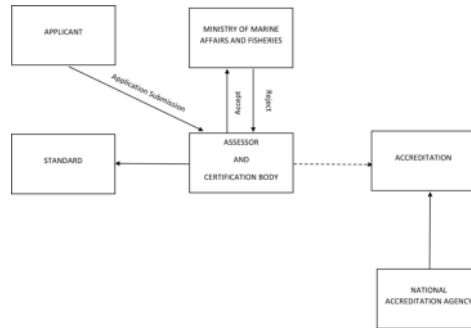 APPLICANT
MINISTRY OF MARINE
AFFAIRS AND FISHERIES
Application Submission
Accept
Reject
STANDARD
ASSESSOR
AND
CERTIFICATION BODY
ACCREDITATION
NATIONAL
ACCREDITATION AGENCY